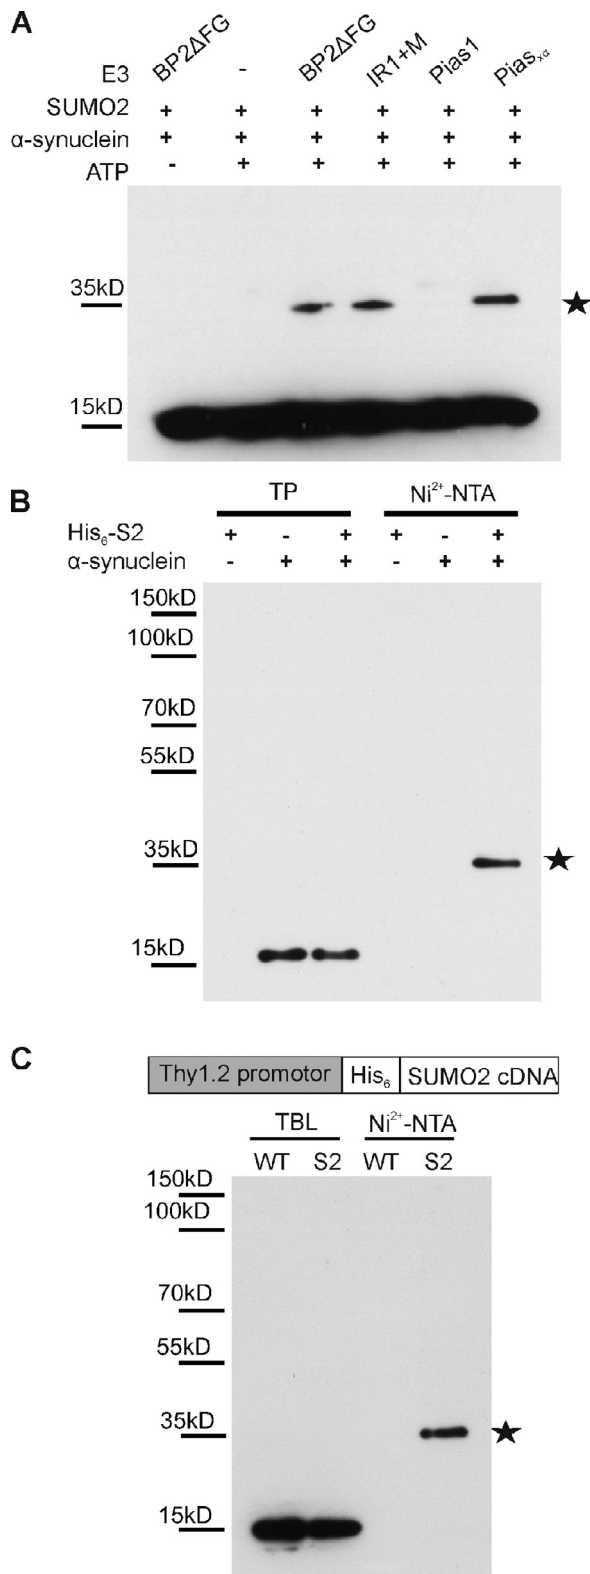 A
E3 BP2ΔFG - BP2ΔFG IR1+M Pias1 Piasxα
SUMO2 + + + + + +
α-synuclein + + + + + +
ATP - + + + + +
35kD
15kD
B
TP Ni²⁺-NTA
His₆-S2 + - + + - +
α-synuclein - + + - + +
150kD
100kD
70kD
55kD
35kD
15kD
C
Thy1.2 promotor His₆ SUMO2 cDNA
TBL Ni²⁺-NTA
WT S2 WT S2
150kD
100kD
70kD
55kD
35kD
15kD